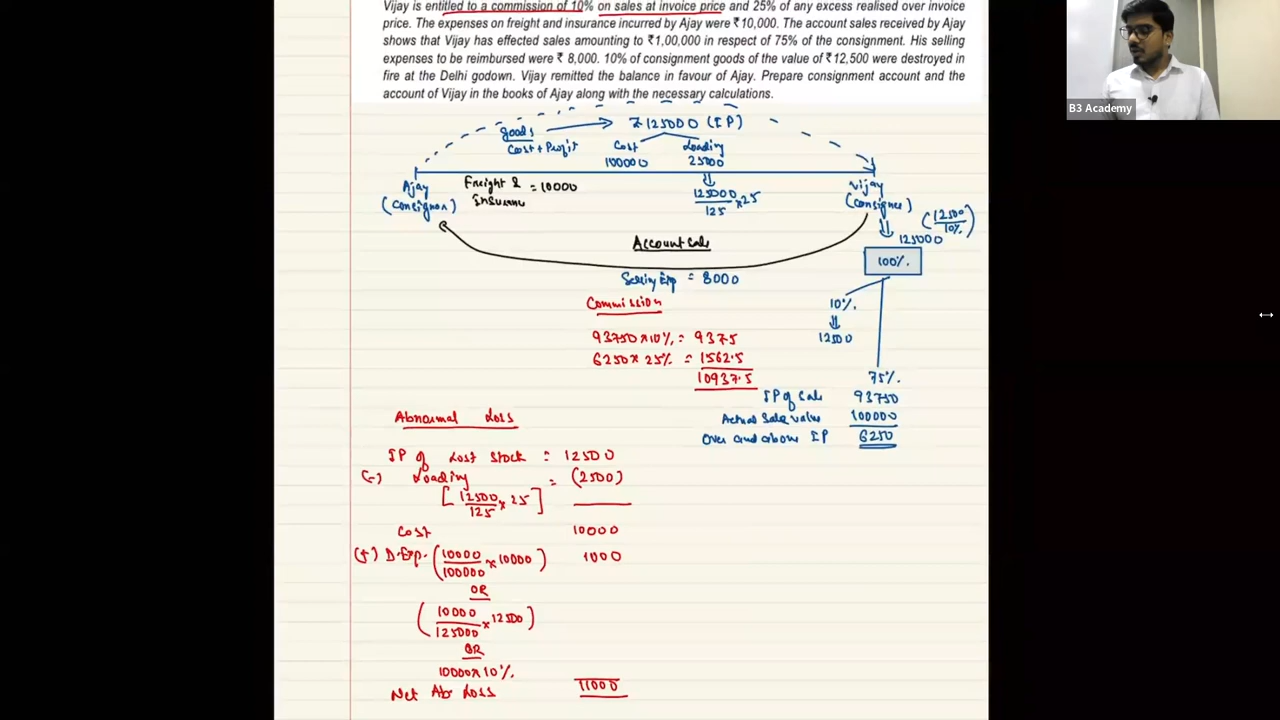 Vijay is entitled to a commission of 10% on sales at invoice price and 25% of any excess realised over invoice
price. The expenses on freight and insurance incurred by Ajay were ₹10,000. The account sales received by Ajay
shows that Vijay has effected sales amounting to ₹1,00,000 in respect of 75% of the consignment. His selling
expenses to be reimbursed were ₹ 8,000. 10% of consignment goods of the value of ₹12,500 were destroyed in
fire at the Delhi godown. Vijay remitted the balance in favour of Ajay. Prepare consignment account and the
account of Vijay in the books of Ajay along with the necessary calculations.
B3 Academy
goods → ₹125000 (IP)
Cost + Profit
Cost Loading
100000 25000
Ajay
(Consignor)
Freight &
Insurance = 10000
125000/125 × 25
Vijay
(Consignee)
125000 (12500/10%)
100%
Account Sale
Selling Exp = 8000
10%
12500
75%
Commission
93750 × 10% = 9375
6250 × 25% = 1562.5
10937.5
IP of Sale 93750
Actual Sale value 100000
Over and above IP 6250
Abnormal Loss
IP of Lost Stock = 12500
(-) Loading = (2500)
[12500/125 × 25]
Cost 10000
(+) D.Exp. (10000/100000 × 10000) 1000
OR
(10000/125000 × 12500)
OR
10000 × 10%
Net Ab Loss 11000